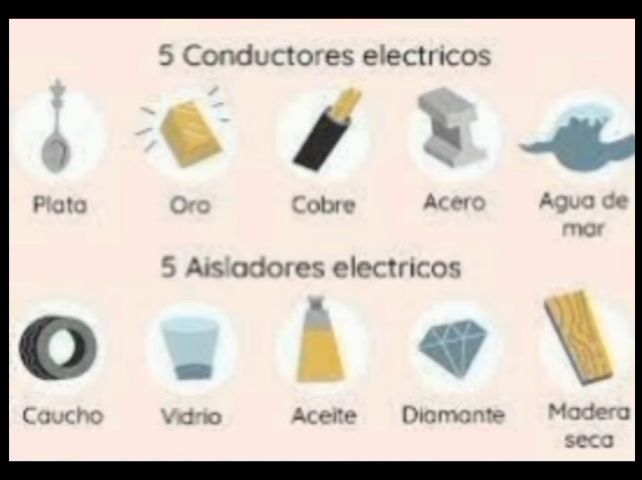 5 Conductores electricos
Plata
Oro
Cobre
Acero
Agua de
mar
5 Aisladores electricos
Caucho
Vidrio
Aceite
Diamante
Madera
seca